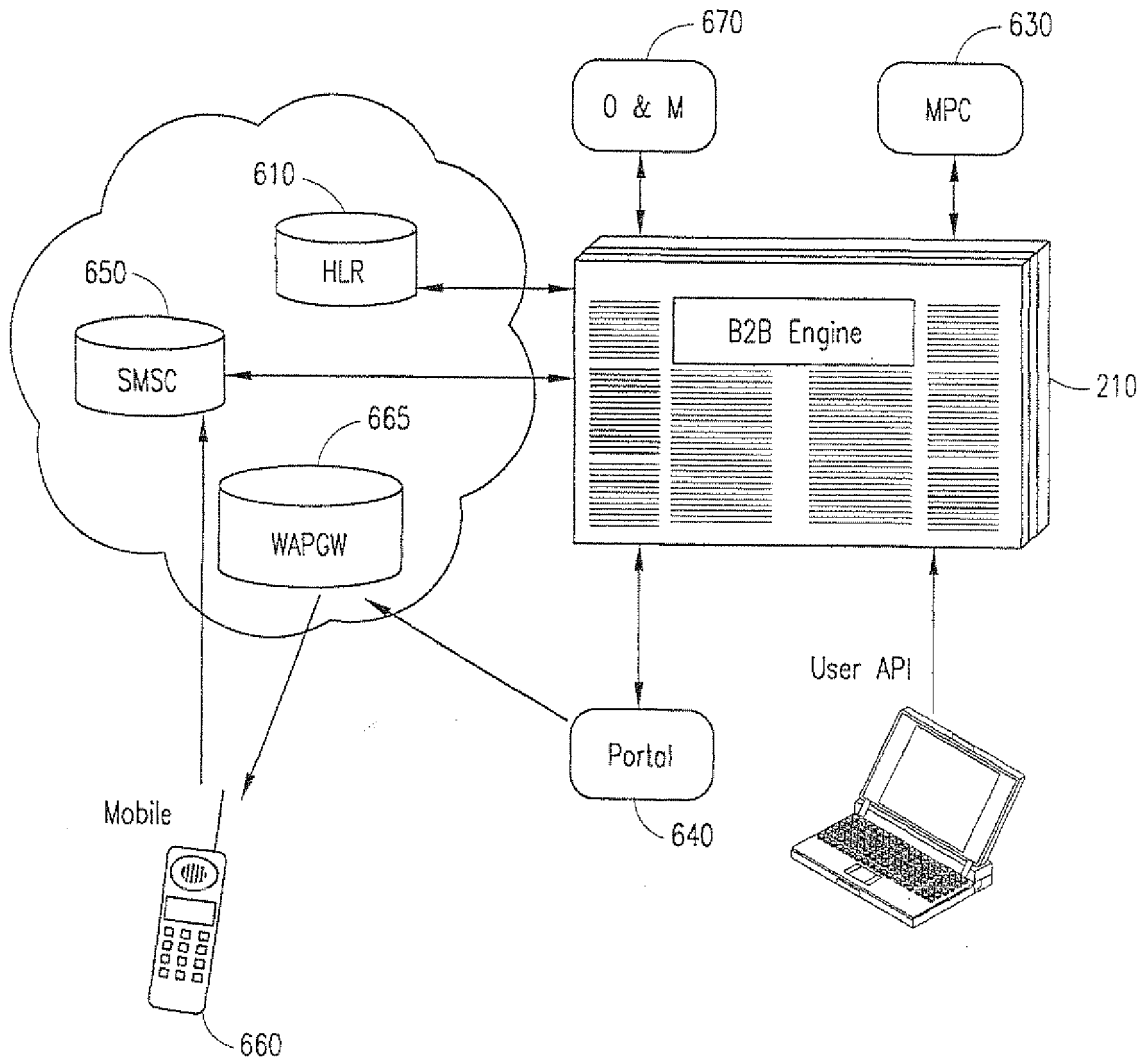 670
630
O & M
MPC
610
HLR
650
SMSC
B2B Engine
210
665
WAPGW
User API
Portal
Mobile
640
660